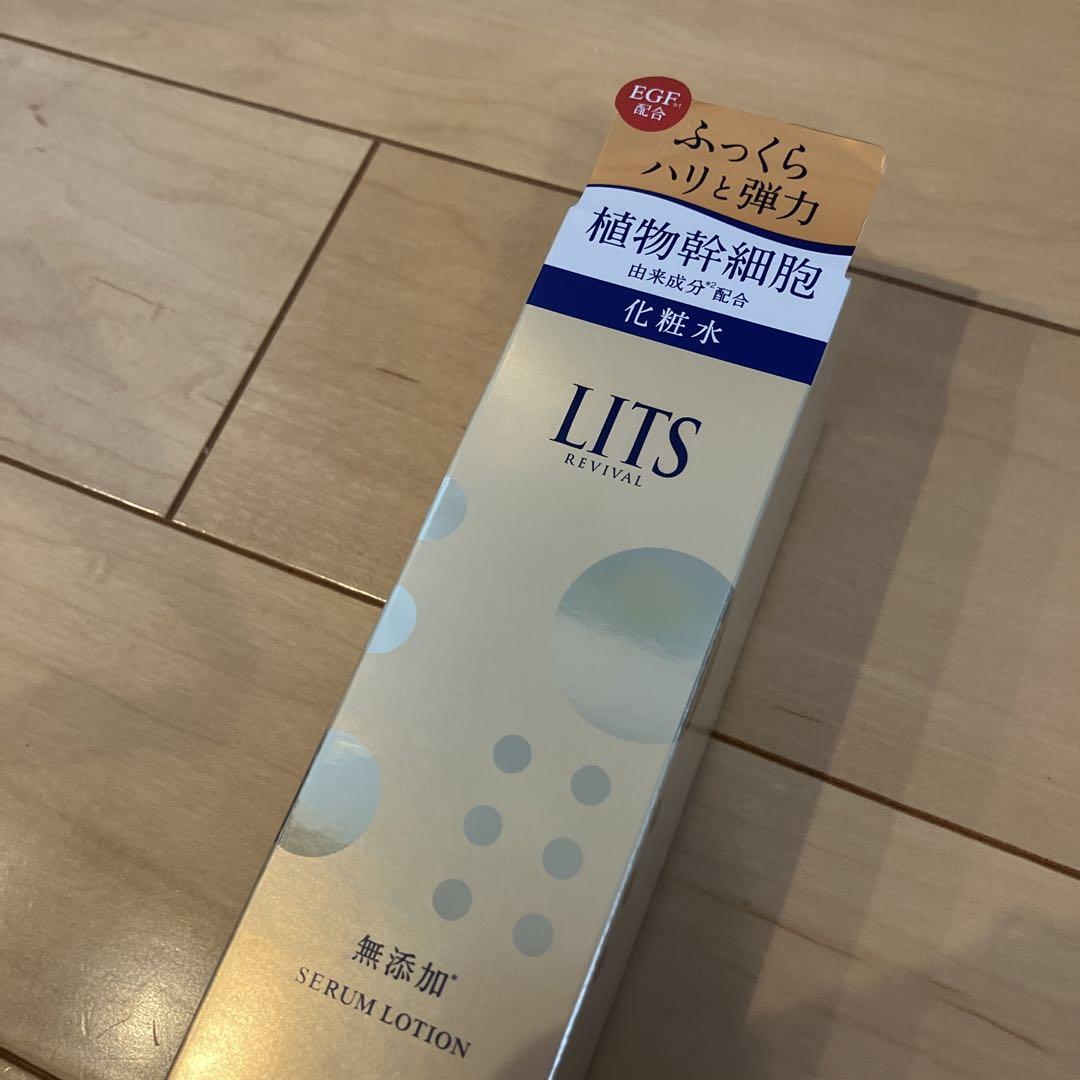 EGF※1
配合
ふっくら
ハリと弾力
植物幹細胞
由来成分※2配合
化粧水
LITS
REVIVAL
無添加※
SERUM LOTION